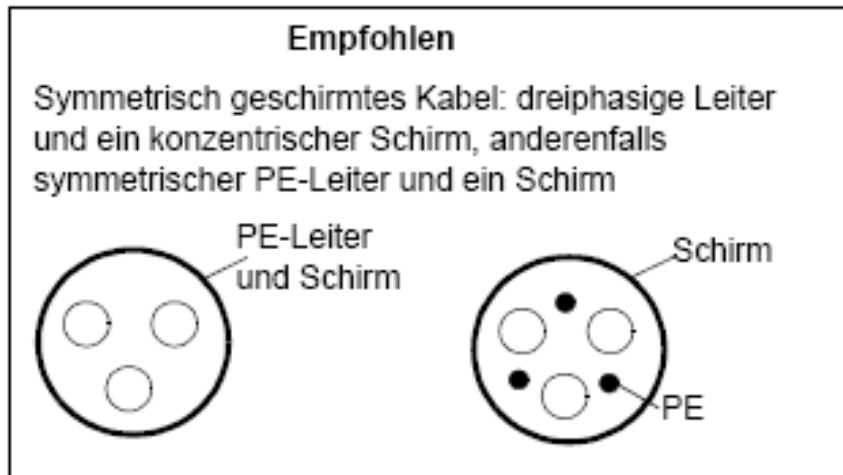 Empfohlen
Symmetrisch geschirmtes Kabel: dreiphasige Leiter
und ein konzentrischer Schirm, anderenfalls
symmetrischer PE-Leiter und ein Schirm
PE-Leiter
und Schirm
Schirm
PE